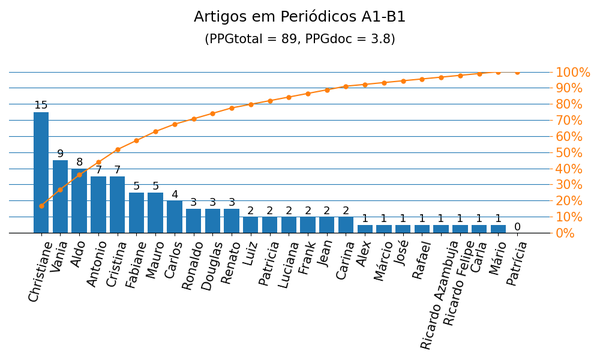 Artigos em Periódicos A1-B1
(PPGtotal = 89, PPGdoc = 3.8)
100%
90%
80%
70%
60%
50%
40%
30%
20%
10%
0%
15
9
8
7
7
5
5
4
3
3
3
2
2
2
2
2
2
1
1
1
1
1
1
1
1
0
Christiane
Vania
Aldo
Antonio
Cristina
Fabiane
Mauro
Carlos
Ronaldo
Douglas
Renato
Luiz
Patricia
Luciana
Frank
Jean
Carina
Alex
Márcio
José
Rafael
Ricardo Azambuja
Ricardo Felipe
Carla
Mário
Patrícia